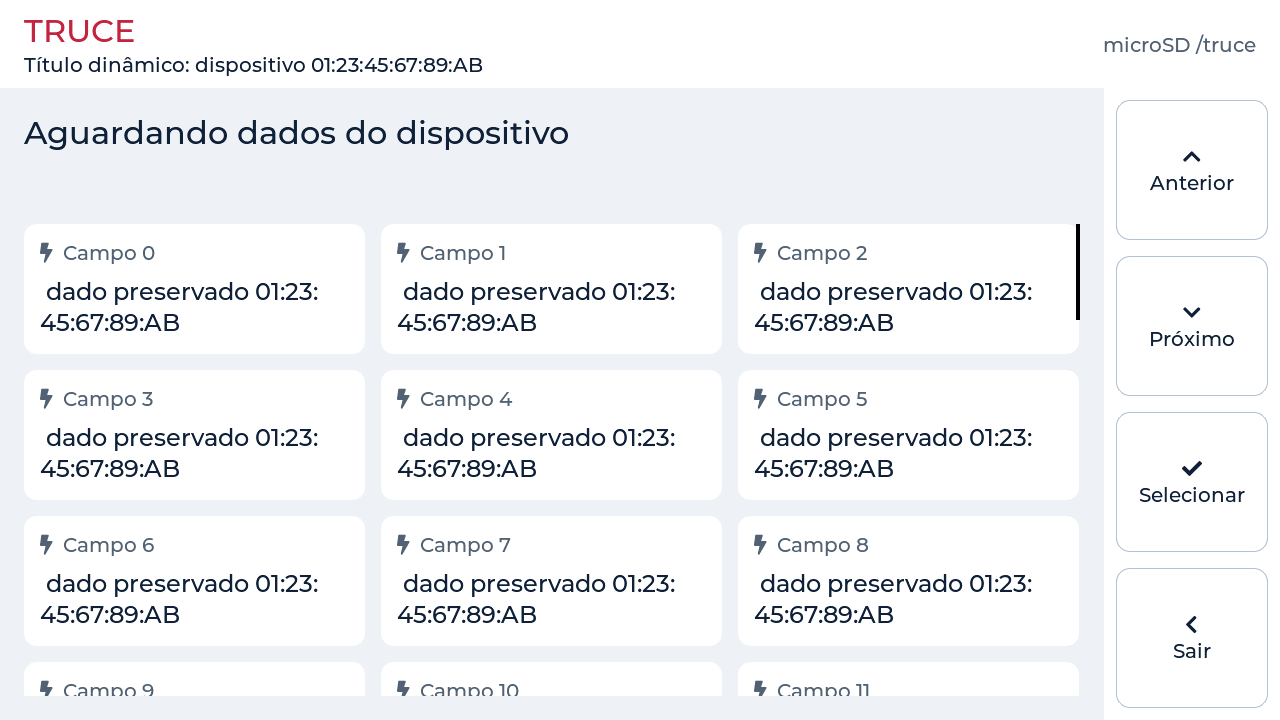 TRUCE
Título dinâmico: dispositivo 01:23:45:67:89:AB
microSD /truce
Aguardando dados do dispositivo
Campo 0
dado preservado 01:23:
45:67:89:AB
Campo 1
dado preservado 01:23:
45:67:89:AB
Campo 2
dado preservado 01:23:
45:67:89:AB
Campo 3
dado preservado 01:23:
45:67:89:AB
Campo 4
dado preservado 01:23:
45:67:89:AB
Campo 5
dado preservado 01:23:
45:67:89:AB
Campo 6
dado preservado 01:23:
45:67:89:AB
Campo 7
dado preservado 01:23:
45:67:89:AB
Campo 8
dado preservado 01:23:
45:67:89:AB
Campo 9
Campo 10
Campo 11
Anterior
Próximo
Selecionar
Sair